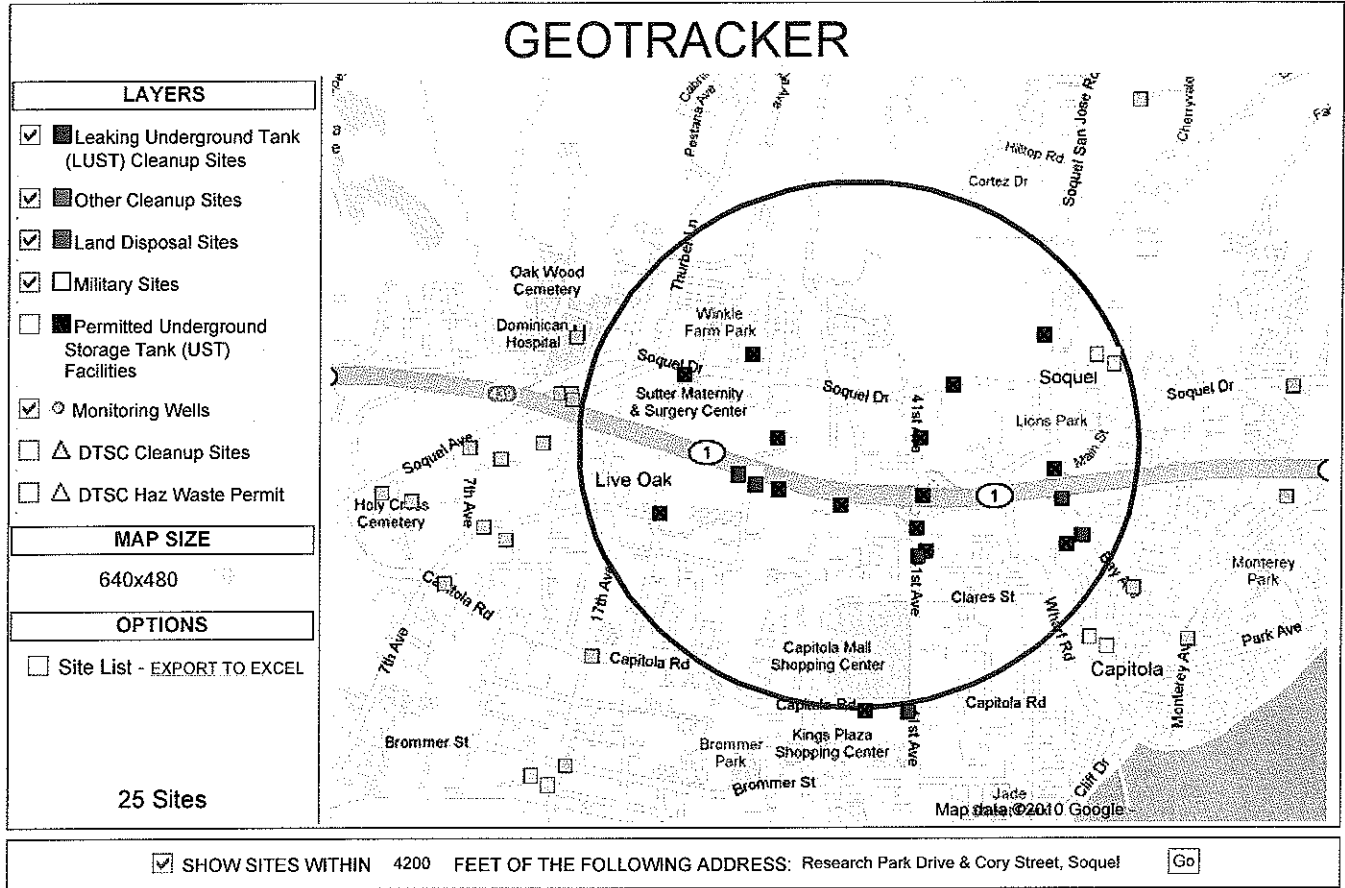 GEOTRACKER
LAYERS
Leaking Underground Tank
(LUST) Cleanup Sites
Other Cleanup Sites
Land Disposal Sites
Military Sites
Permitted Underground
Storage Tank (UST)
Facilities
Monitoring Wells
DTSC Cleanup Sites
DTSC Haz Waste Permit
MAP SIZE
640x480
OPTIONS
Site List - EXPORT TO EXCEL
25 Sites
Pestana Ave
Ave
Hilltop Rd
Cortez Dr
Soquel San Jose Rd
Cherryvale
Thurber Ln
Oak Wood
Cemetery
Dominican
Hospital
Winkle
Farm Park
Soquel Dr
Sutter Maternity
& Surgery Center
Soquel Dr
41st Ave
Soquel
Soquel Dr
Lions Park
Main St
Soquel Ave
1
Live Oak
1
7th Ave
Holy Cross
Cemetery
Capitola Rd
17th Ave
41st Ave
Clares St
Bay Ave
Wharf Rd
Monterey
Park
Park Ave
7th Ave
Capitola Rd
Capitola Mall
Shopping Center
Capitola
Monterey Ave
Capitola Rd
Capitola Rd
Brommer St
Brommer
Park
Kings Plaza
Shopping Center
41st Ave
Brommer St
Cliff Dr
Jade
Map data ©2010 Google -
SHOW SITES WITHIN 4200 FEET OF THE FOLLOWING ADDRESS: Research Park Drive & Cory Street, Soquel Go